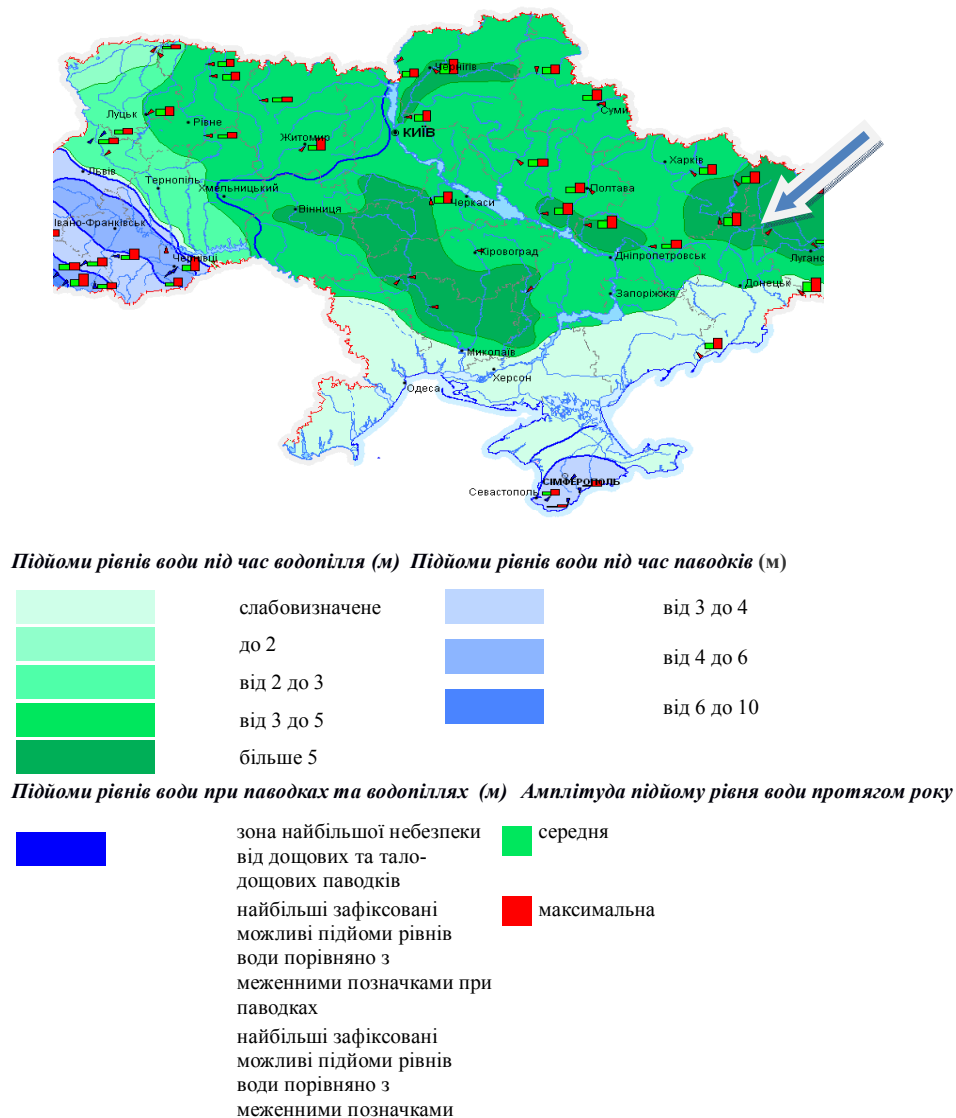 Чернігів
Суми
Луцьк
Рівне
КИЇВ
Житомир
Львів
Харків
Тернопіль
Хмельницький
Полтава
Вінниця
Черкаси
Івано-Франківськ
Кіровоград
Чернівці
Дніпропетровськ
Луганс
Донецьк
Запоріжжя
Миколаїв
Херсон
Одеса
СІМФЕРОПОЛЬ
Севастополь
Підйоми рівнів води під час водопілля (м) Підйоми рівнів води під час паводків (м)
слабовизначене
від 3 до 4
до 2
від 4 до 6
від 2 до 3
від 6 до 10
від 3 до 5
більше 5
Підйоми рівнів води при паводках та водопіллях (м) Амплітуда підйому рівня води протягом року
зона найбільшої небезпеки
від дощових та тало-
дощових паводків
середня
найбільші зафіксовані
можливі підйоми рівнів
води порівняно з
меженними позначками при
паводках
максимальна
найбільші зафіксовані
можливі підйоми рівнів
води порівняно з
меженними позначками